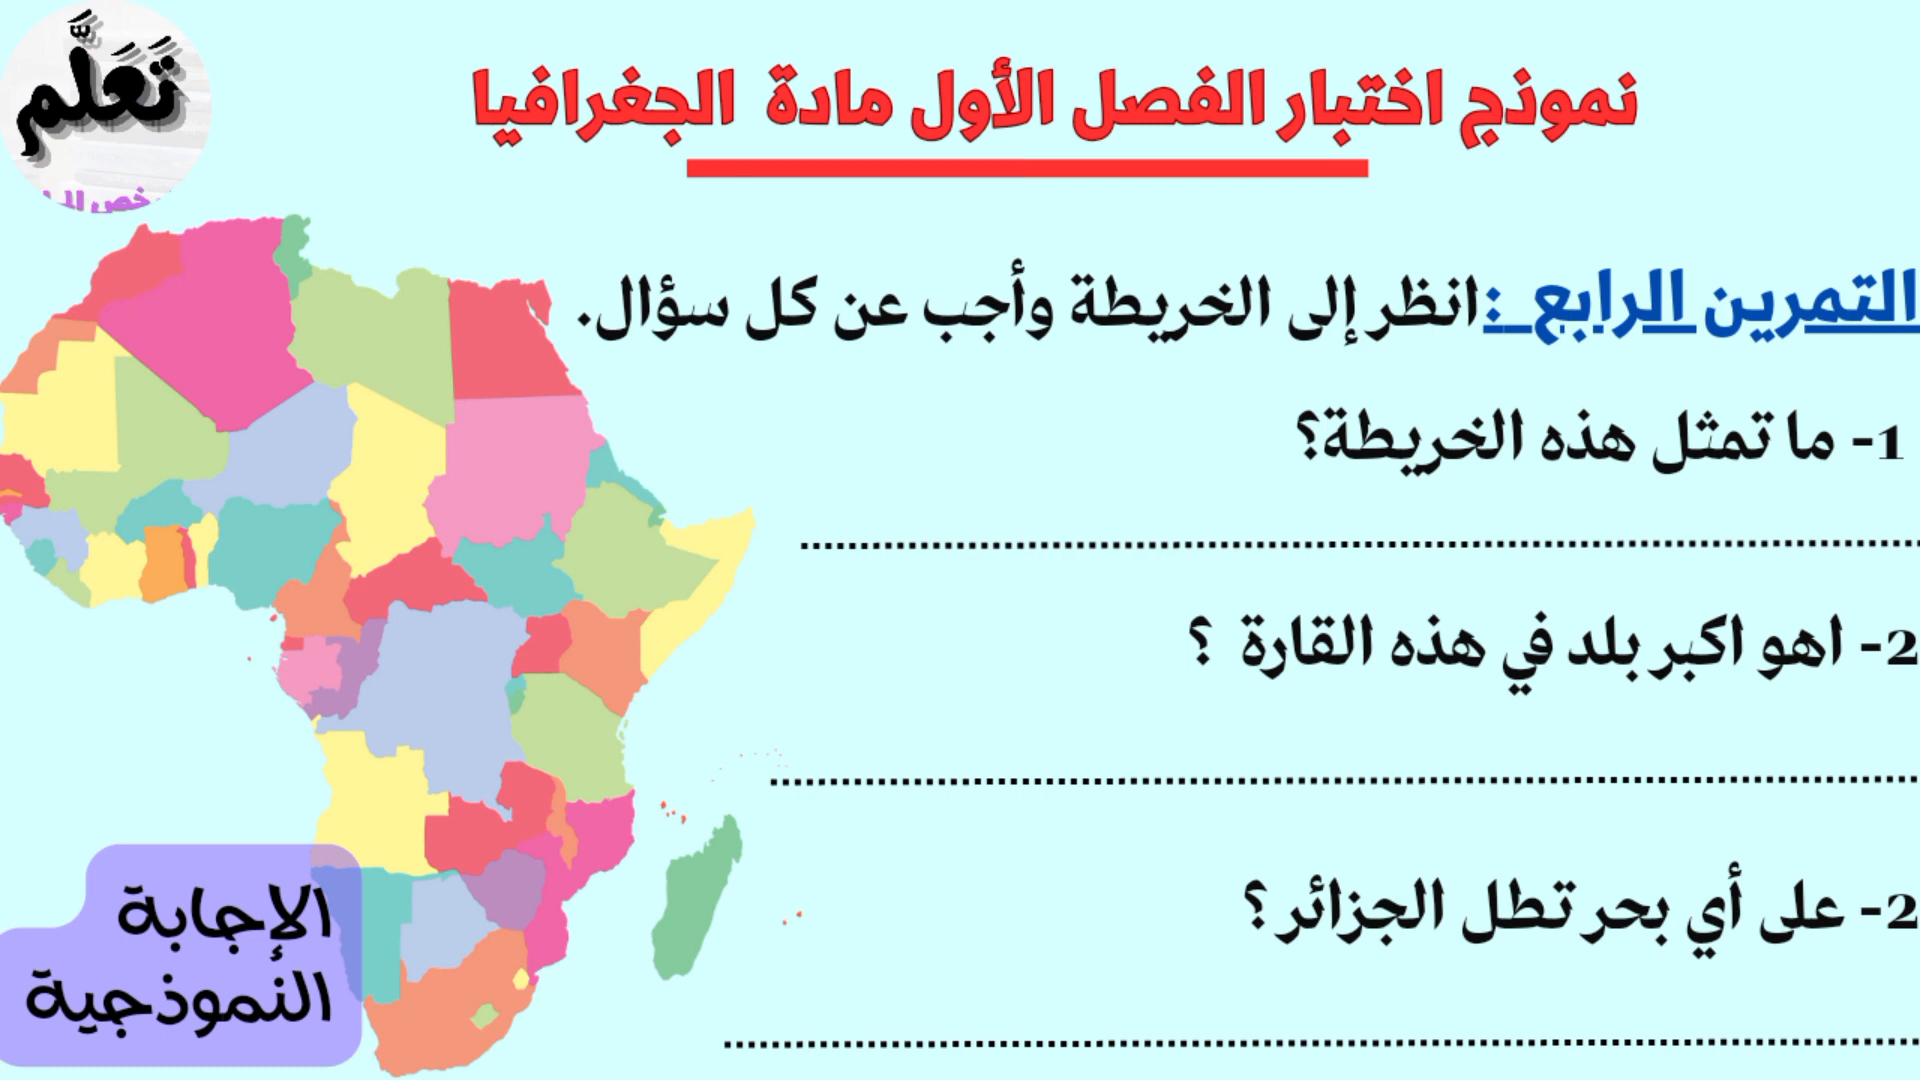 تَعَلَّم
نموذج اختبار الفصل الأول مادة الجغرافيا
التمرين الرابع : انظر إلى الخريطة وأجب عن كل سؤال.
1- ما تمثل هذه الخريطة؟
2- اهو اكبر بلد في هذه القارة ؟
2- على أي بحر تطل الجزائر ؟
الإجابة
النموذجية